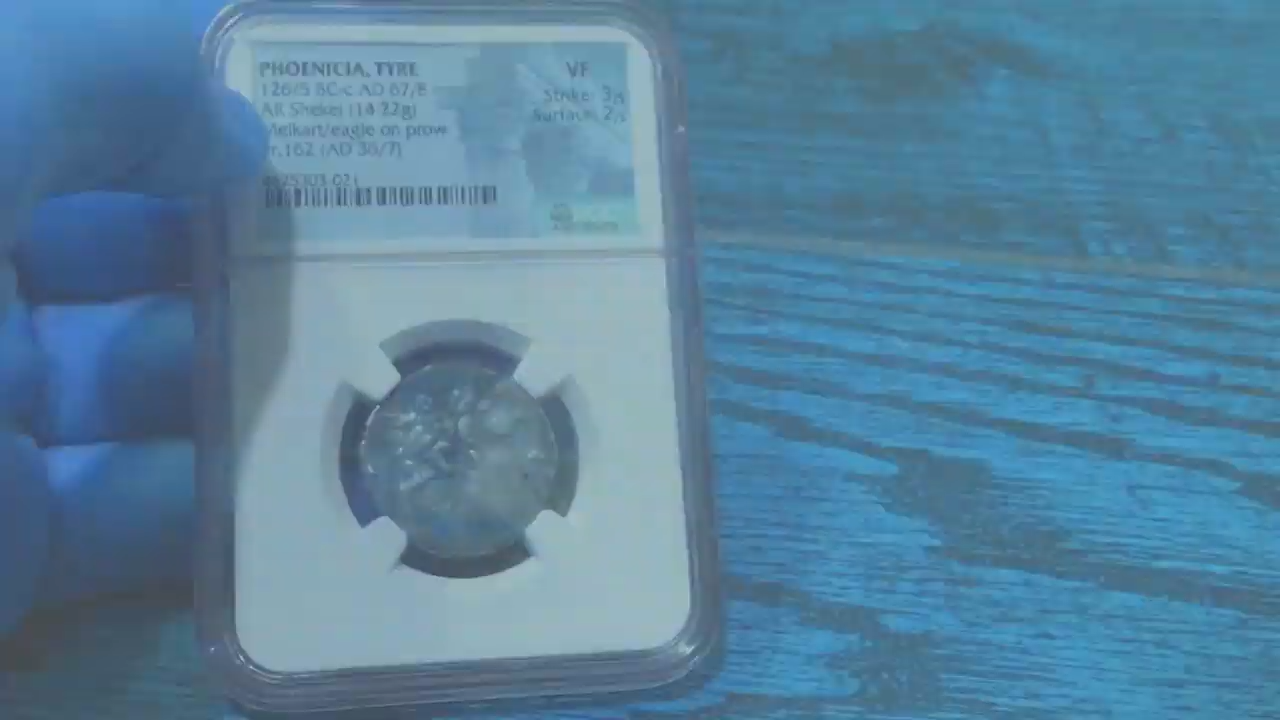 PHOENICIA, TYRE
126/5 BC-c AD 67/8
AR Shekel (14.22g)
Melkart/eagle on prow
yr.162 (AD 36/7)
VF
Strike: 3/5
Surface: 2/5